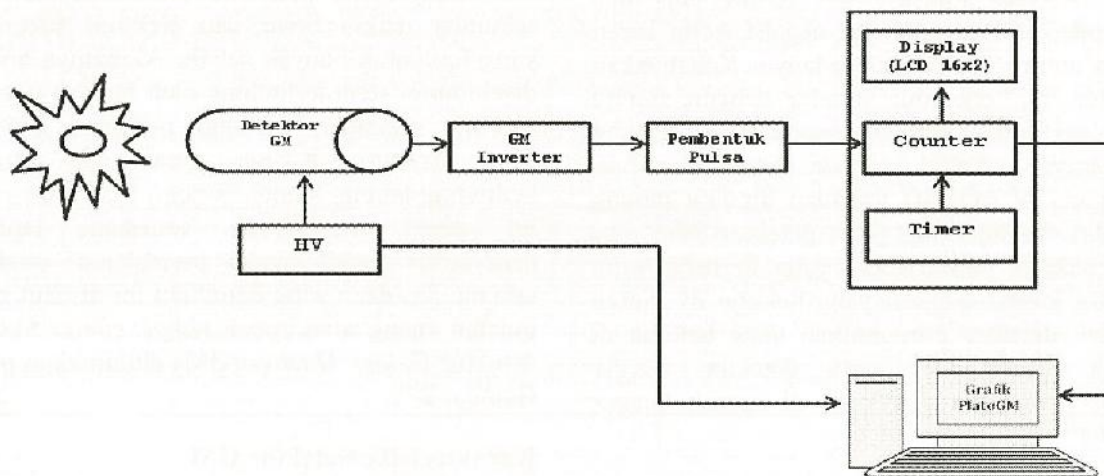 Display
(LCD 16x2)
Detektor
GM
GM
Inverter
Pembentuk
Pulsa
Counter
Timer
HV
Grafik
PlatoGM